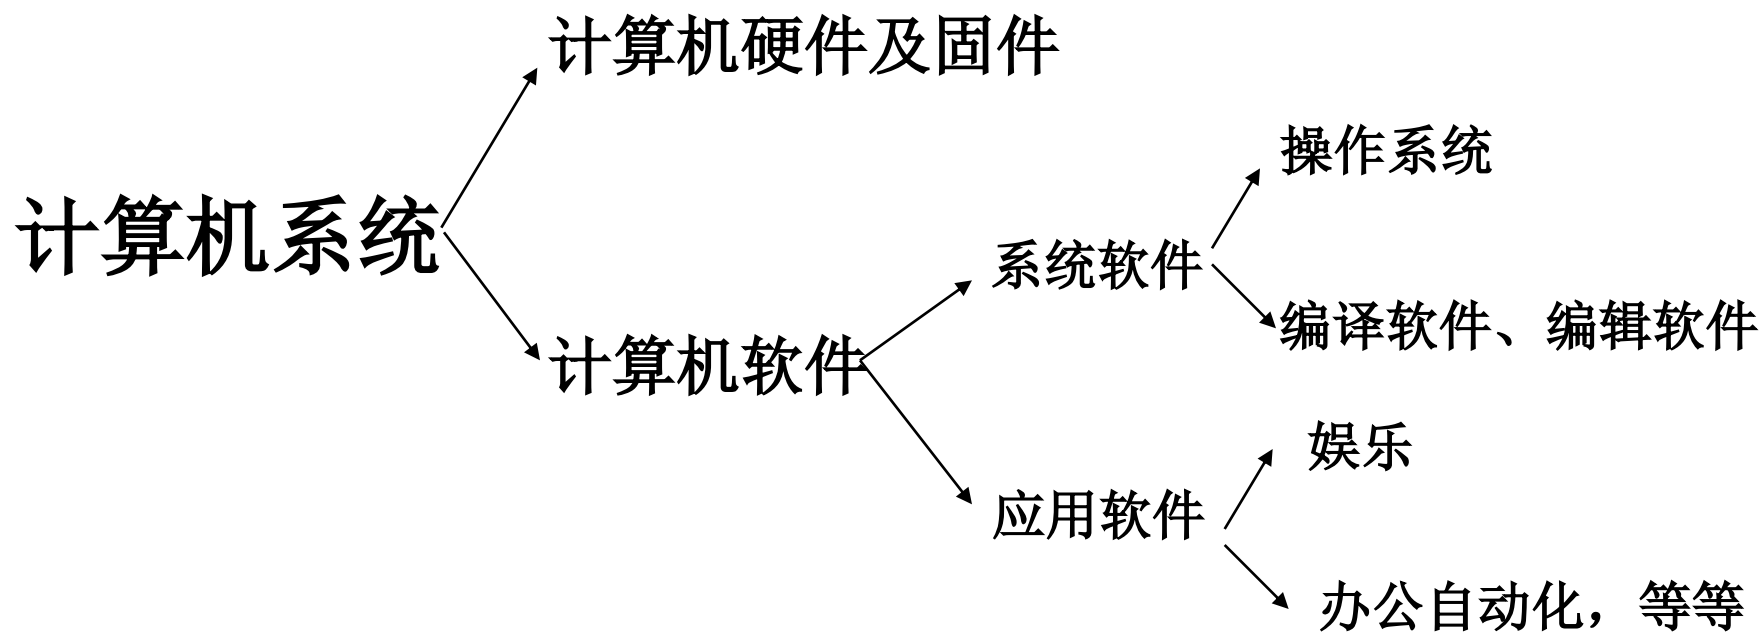 计算机硬件及固件
操作系统
计算机系统
系统软件
编译软件、编辑软件
计算机软件
娱乐
应用软件
办公自动化，等等